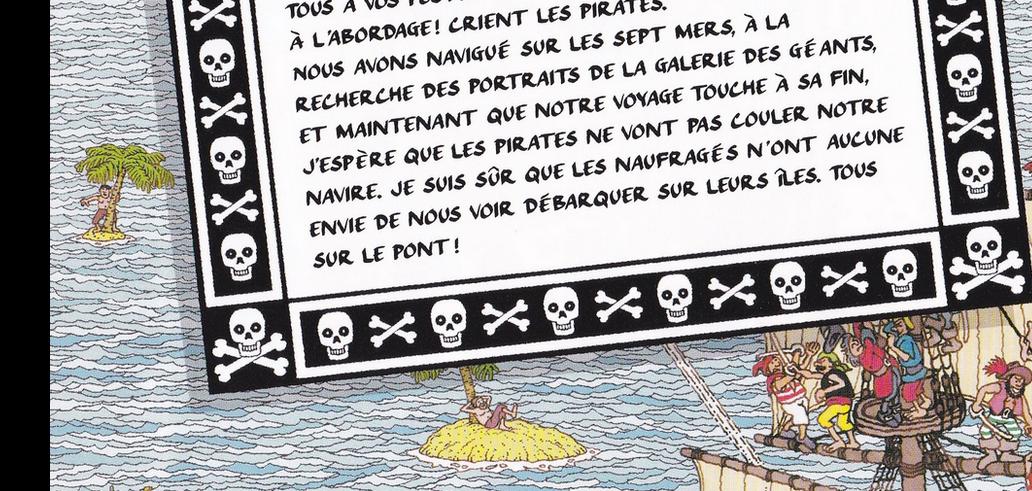 TOUS À VOS
À L'ABORDAGE! CRIENT LES PIRATES.
NOUS AVONS NAVIGUÉ SUR LES SEPT MERS, À LA
RECHERCHE DES PORTRAITS DE LA GALERIE DES GÉANTS,
ET MAINTENANT QUE NOTRE VOYAGE TOUCHE À SA FIN,
J'ESPÈRE QUE LES PIRATES NE VONT PAS COULER NOTRE
NAVIRE. JE SUIS SÛR QUE LES NAUFRAGÉS N'ONT AUCUNE
ENVIE DE NOUS VOIR DÉBARQUER SUR LEURS ÎLES. TOUS
SUR LE PONT!